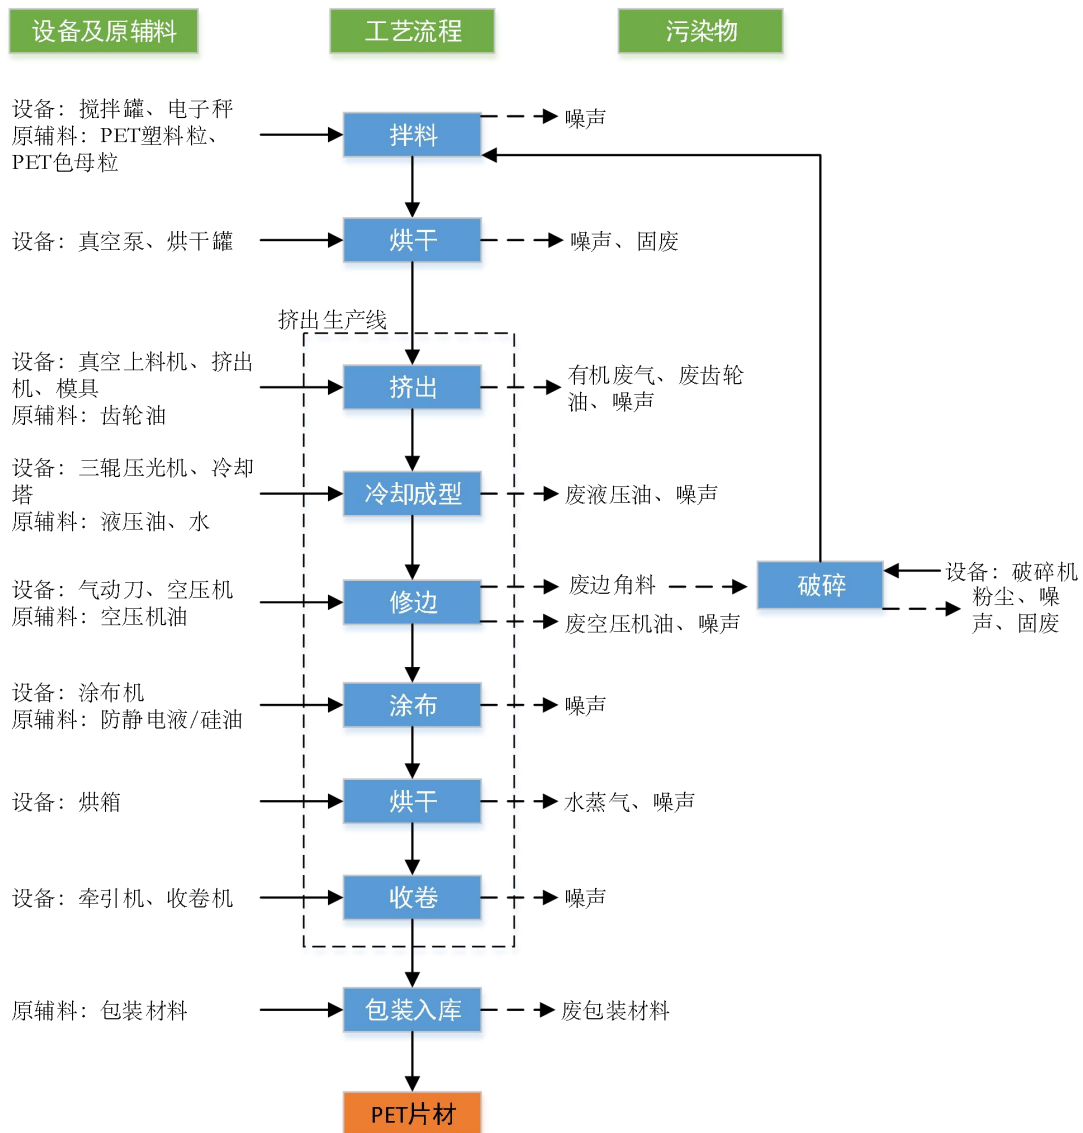 设备及原辅料
工艺流程
污染物
设备：搅拌罐、电子秤
原辅料：PET塑料粒、
PET色母粒
拌料
噪声
设备：真空泵、烘干罐
烘干
噪声、固废
挤出生产线
设备：真空上料机、挤出
机、模具
原辅料：齿轮油
挤出
有机废气、废齿轮
油、噪声
设备：三辊压光机、冷却
塔
原辅料：液压油、水
冷却成型
废液压油、噪声
设备：气动刀、空压机
原辅料：空压机油
修边
废边角料
废空压机油、噪声
破碎
设备：破碎机
粉尘、噪
声、固废
设备：涂布机
原辅料：防静电液/硅油
涂布
噪声
设备：烘箱
烘干
水蒸气、噪声
设备：牵引机、收卷机
收卷
噪声
原辅料：包装材料
包装入库
废包装材料
PET片材